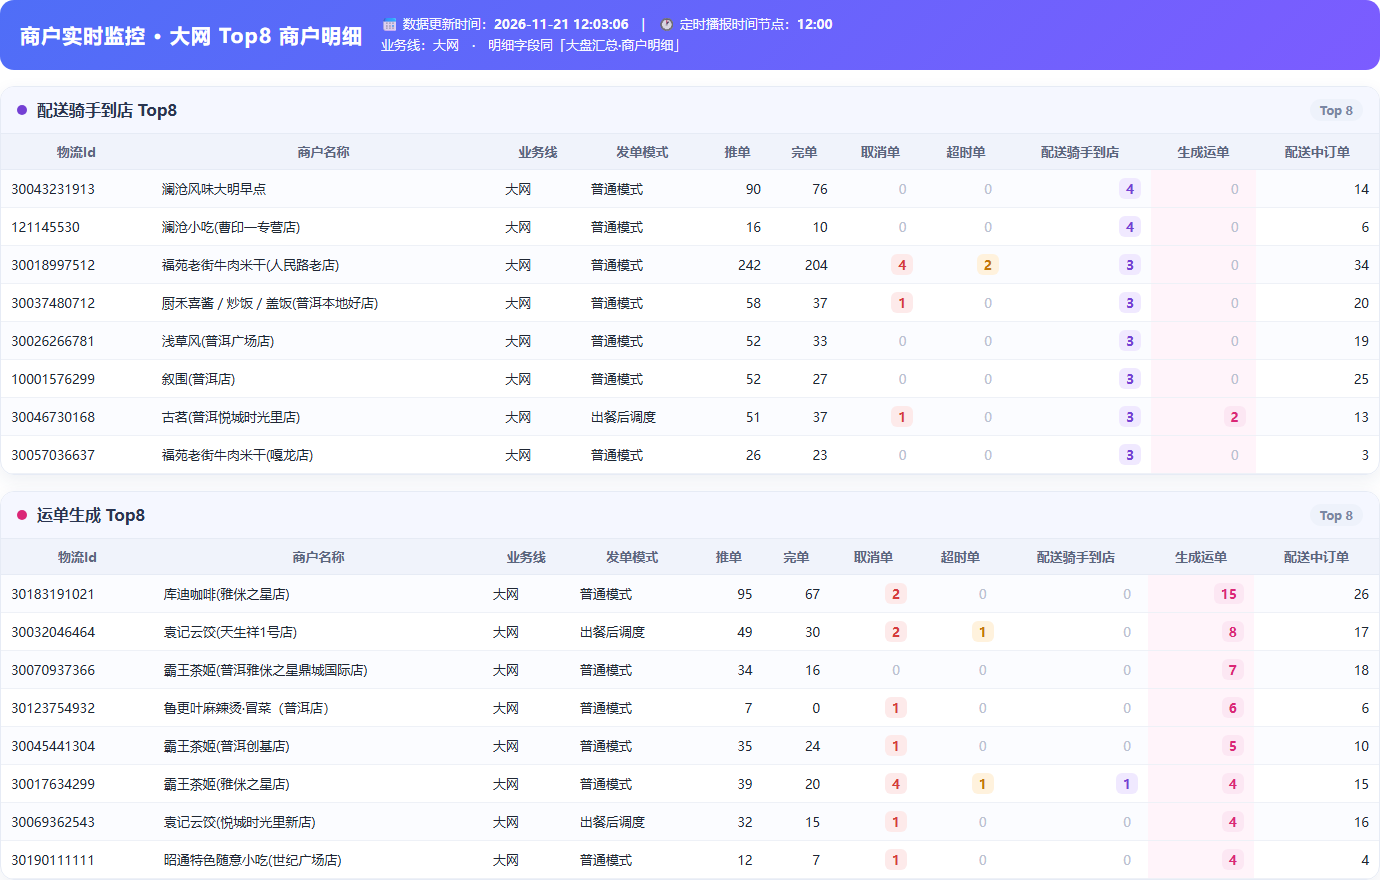 商户实时监控 • 大网 Top8 商户明细
数据更新时间：2026-11-21 12:03:06 | 定时播报时间节点：12:00
业务线：大网 · 明细字段同「大盘汇总·商户明细」
配送骑手到店 Top8 Top 8
物流Id 商户名称 业务线 发单模式 推单 完单 取消单 超时单 配送骑手到店 生成运单 配送中订单
30043231913 澜沧风味大明早点 大网 普通模式 90 76 0 0 4 0 14
121145530 澜沧小吃(曹印一专营店) 大网 普通模式 16 10 0 0 4 0 6
30018997512 福苑老街牛肉米干(人民路老店) 大网 普通模式 242 204 4 2 3 0 34
30037480712 厨禾喜酱 / 炒饭 / 盖饭(普洱本地好店) 大网 普通模式 58 37 1 0 3 0 20
30026266781 浅草风(普洱广场店) 大网 普通模式 52 33 0 0 3 0 19
10001576299 叙围(普洱店) 大网 普通模式 52 27 0 0 3 0 25
30046730168 古茗(普洱悦城时光里店) 大网 出餐后调度 51 37 1 0 3 2 13
30057036637 福苑老街牛肉米干(嘎龙店) 大网 普通模式 26 23 0 0 3 0 3
运单生成 Top8 Top 8
物流Id 商户名称 业务线 发单模式 推单 完单 取消单 超时单 配送骑手到店 生成运单 配送中订单
30183191021 库迪咖啡(雅侎之星店) 大网 普通模式 95 67 2 0 0 15 26
30032046464 袁记云饺(天生祥1号店) 大网 出餐后调度 49 30 2 1 0 8 17
30070937366 霸王茶姬(普洱雅侎之星鼎城国际店) 大网 普通模式 34 16 0 0 0 7 18
30123754932 鲁更叶麻辣烫·冒菜（普洱店） 大网 普通模式 7 0 1 0 0 6 6
30045441304 霸王茶姬(普洱创基店) 大网 普通模式 35 24 1 0 0 5 10
30017634299 霸王茶姬(雅侎之星店) 大网 普通模式 39 20 4 1 1 4 15
30069362543 袁记云饺(悦城时光里新店) 大网 出餐后调度 32 15 1 0 0 4 16
30190111111 昭通特色随意小吃(世纪广场店) 大网 普通模式 12 7 1 0 0 4 4